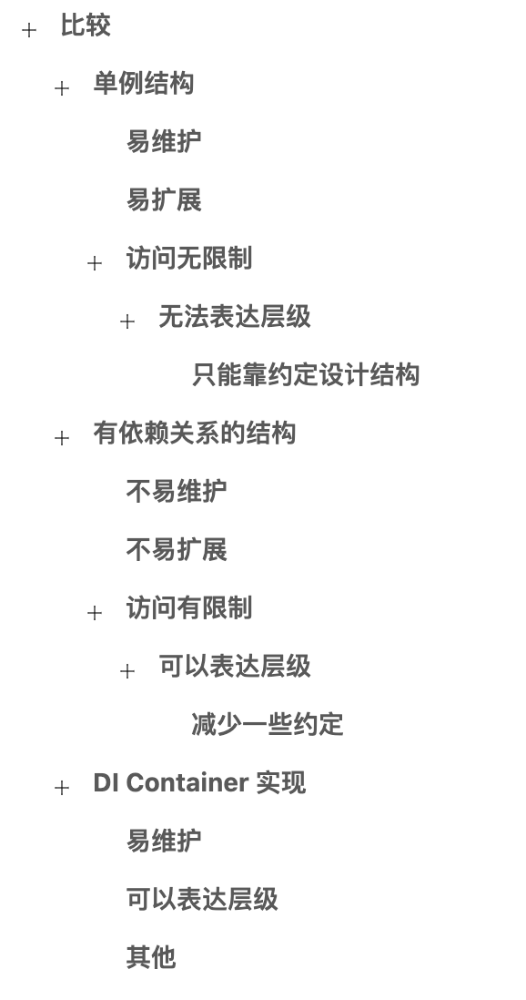 比较
单例结构
易维护
易扩展
访问无限制
无法表达层级
只能靠约定设计结构
有依赖关系的结构
不易维护
不易扩展
访问有限制
可以表达层级
减少一些约定
DI Container 实现
易维护
可以表达层级
其他